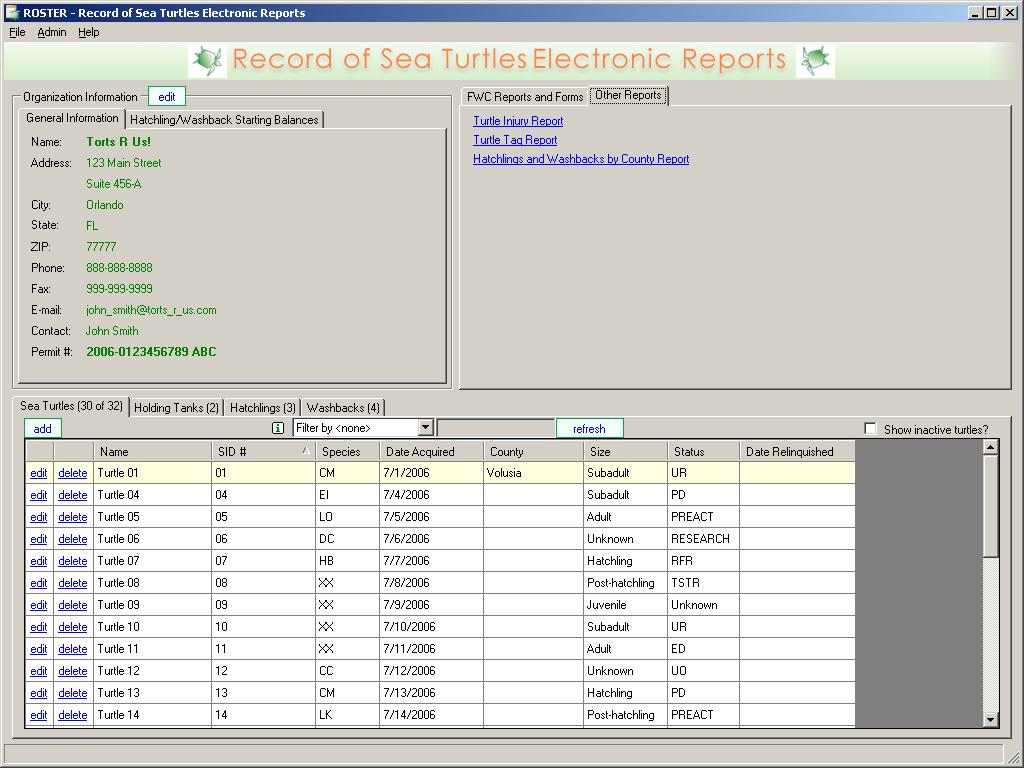 ROSTER - Record of Sea Turtles Electronic Reports
File Admin Help
Record of Sea Turtles Electronic Reports
Organization Information edit
General Information Hatchling/Washback Starting Balances
Name: Torts R Us!
Address: 123 Main Street
Suite 456-A
City: Orlando
State: FL
ZIP: 77777
Phone: 888-888-8888
Fax: 999-999-9999
E-mail: john_smith@torts_r_us.com
Contact: John Smith
Permit #: 2006-0123456789 ABC
FWC Reports and Forms Other Reports
Turtle Injury Report
Turtle Tag Report
Hatchlings and Washbacks by County Report
Sea Turtles (30 of 32) Holding Tanks (2) Hatchlings (3) Washbacks (4)
add Filter by <none> refresh Show inactive turtles?
Name SID # Species Date Acquired County Size Status Date Relinquished
edit delete Turtle 01 01 CM 7/1/2006 Volusia Subadult UR
edit delete Turtle 04 04 EI 7/4/2006 Subadult PD
edit delete Turtle 05 05 LO 7/5/2006 Adult PREACT
edit delete Turtle 06 06 DC 7/6/2006 Unknown RESEARCH
edit delete Turtle 07 07 HB 7/7/2006 Hatchling RFR
edit delete Turtle 08 08 XX 7/8/2006 Post-hatchling TSTR
edit delete Turtle 09 09 XX 7/9/2006 Juvenile Unknown
edit delete Turtle 10 10 XX 7/10/2006 Subadult UR
edit delete Turtle 11 11 XX 7/11/2006 Adult ED
edit delete Turtle 12 12 CC 7/12/2006 Unknown UO
edit delete Turtle 13 13 CM 7/13/2006 Hatchling PD
edit delete Turtle 14 14 LK 7/14/2006 Post-hatchling PREACT